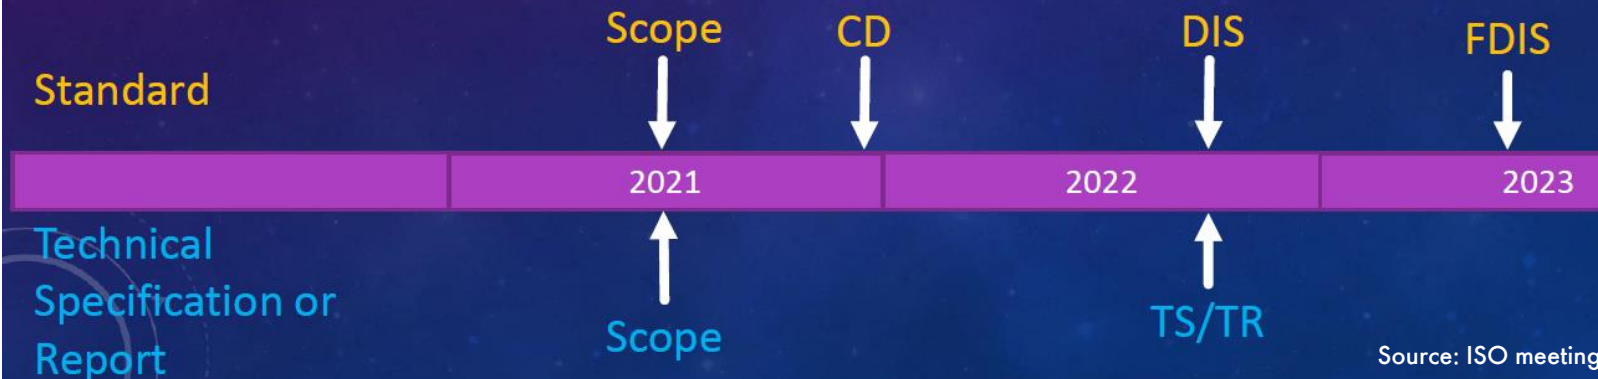 Scope
CD
DIS
FDIS
Standard
2021
2022
2023
Technical
Specification or
Report
Scope
TS/TR
Source: ISO meeting